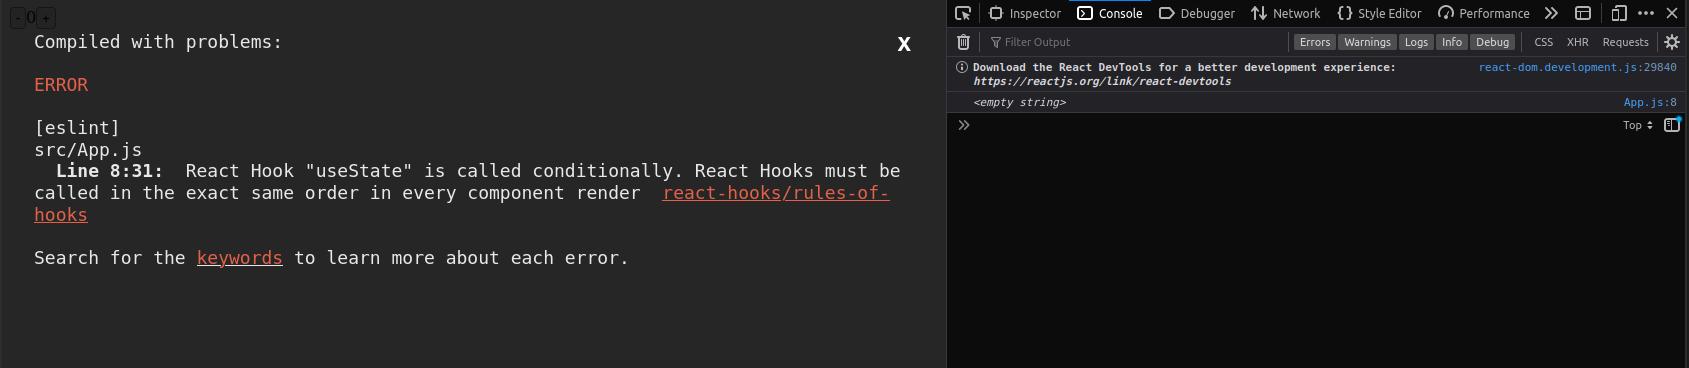 - 0 +
Compiled with problems:
X
ERROR
[eslint]
src/App.js
Line 8:31: React Hook "useState" is called conditionally. React Hooks must be
called in the exact same order in every component render react-hooks/rules-of-
hooks
Search for the keywords to learn more about each error.
Inspector Console Debugger Network Style Editor Performance
Filter Output Errors Warnings Logs Info Debug CSS XHR Requests
Download the React DevTools for a better development experience: react-dom.development.js:29840
https://reactjs.org/link/react-devtools
<empty string> App.js:8
Top